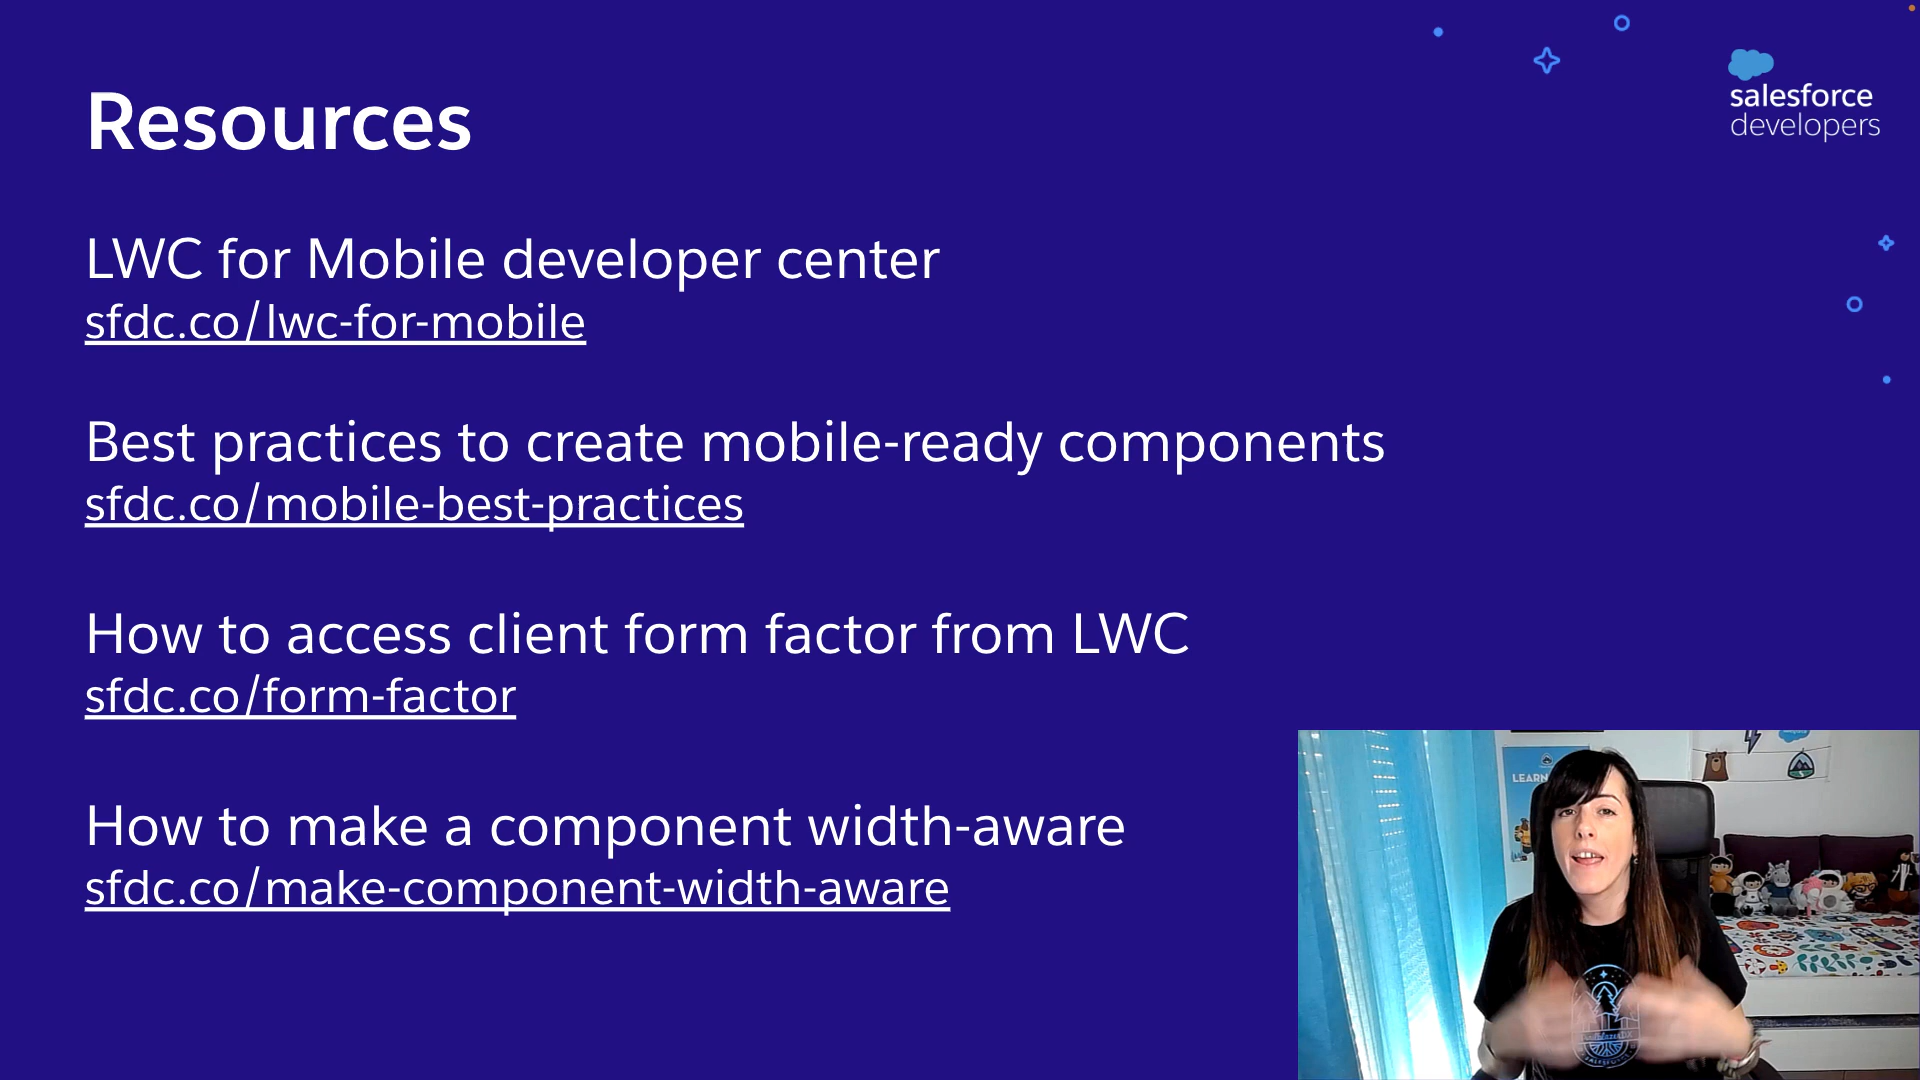 Resources
salesforce
developers
LWC for Mobile developer center
sfdc.co/lwc-for-mobile
Best practices to create mobile-ready components
sfdc.co/mobile-best-practices
How to access client form factor from LWC
sfdc.co/form-factor
How to make a component width-aware
sfdc.co/make-component-width-aware
LEARN